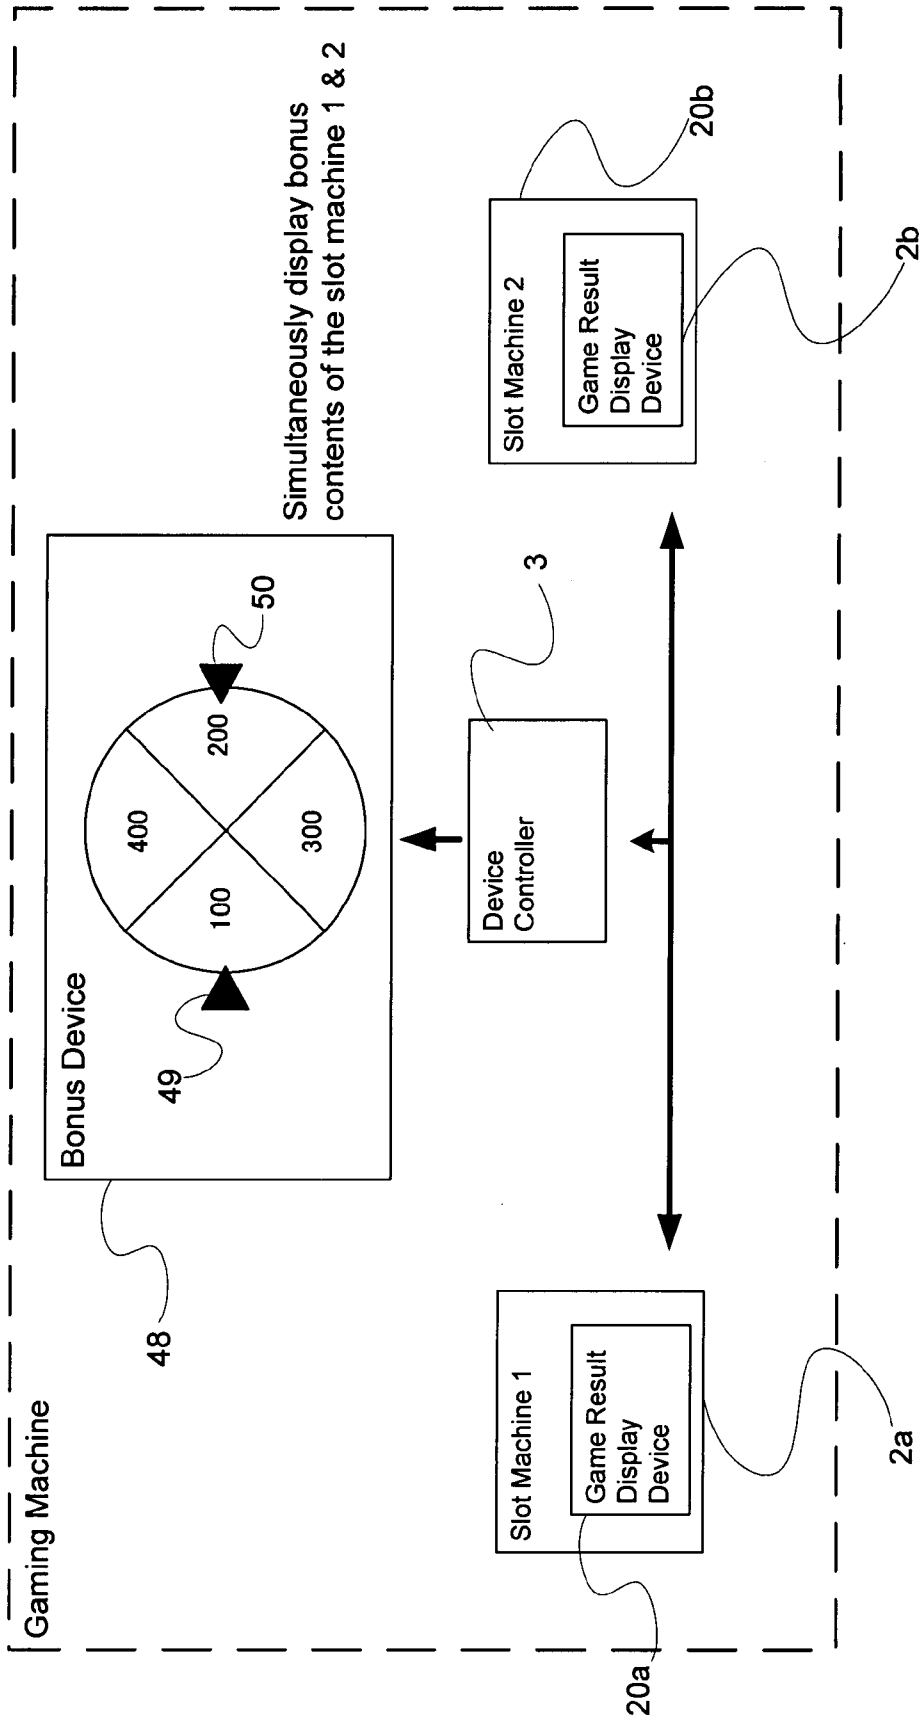 Gaming Machine
Bonus Device
48
49
50
400
100
200
300
Simultaneously display bonus
contents of the slot machine 1 & 2
Device
Controller
3
Slot Machine 1
Game Result
Display
Device
20a
2a
Slot Machine 2
Game Result
Display
Device
20b
2b